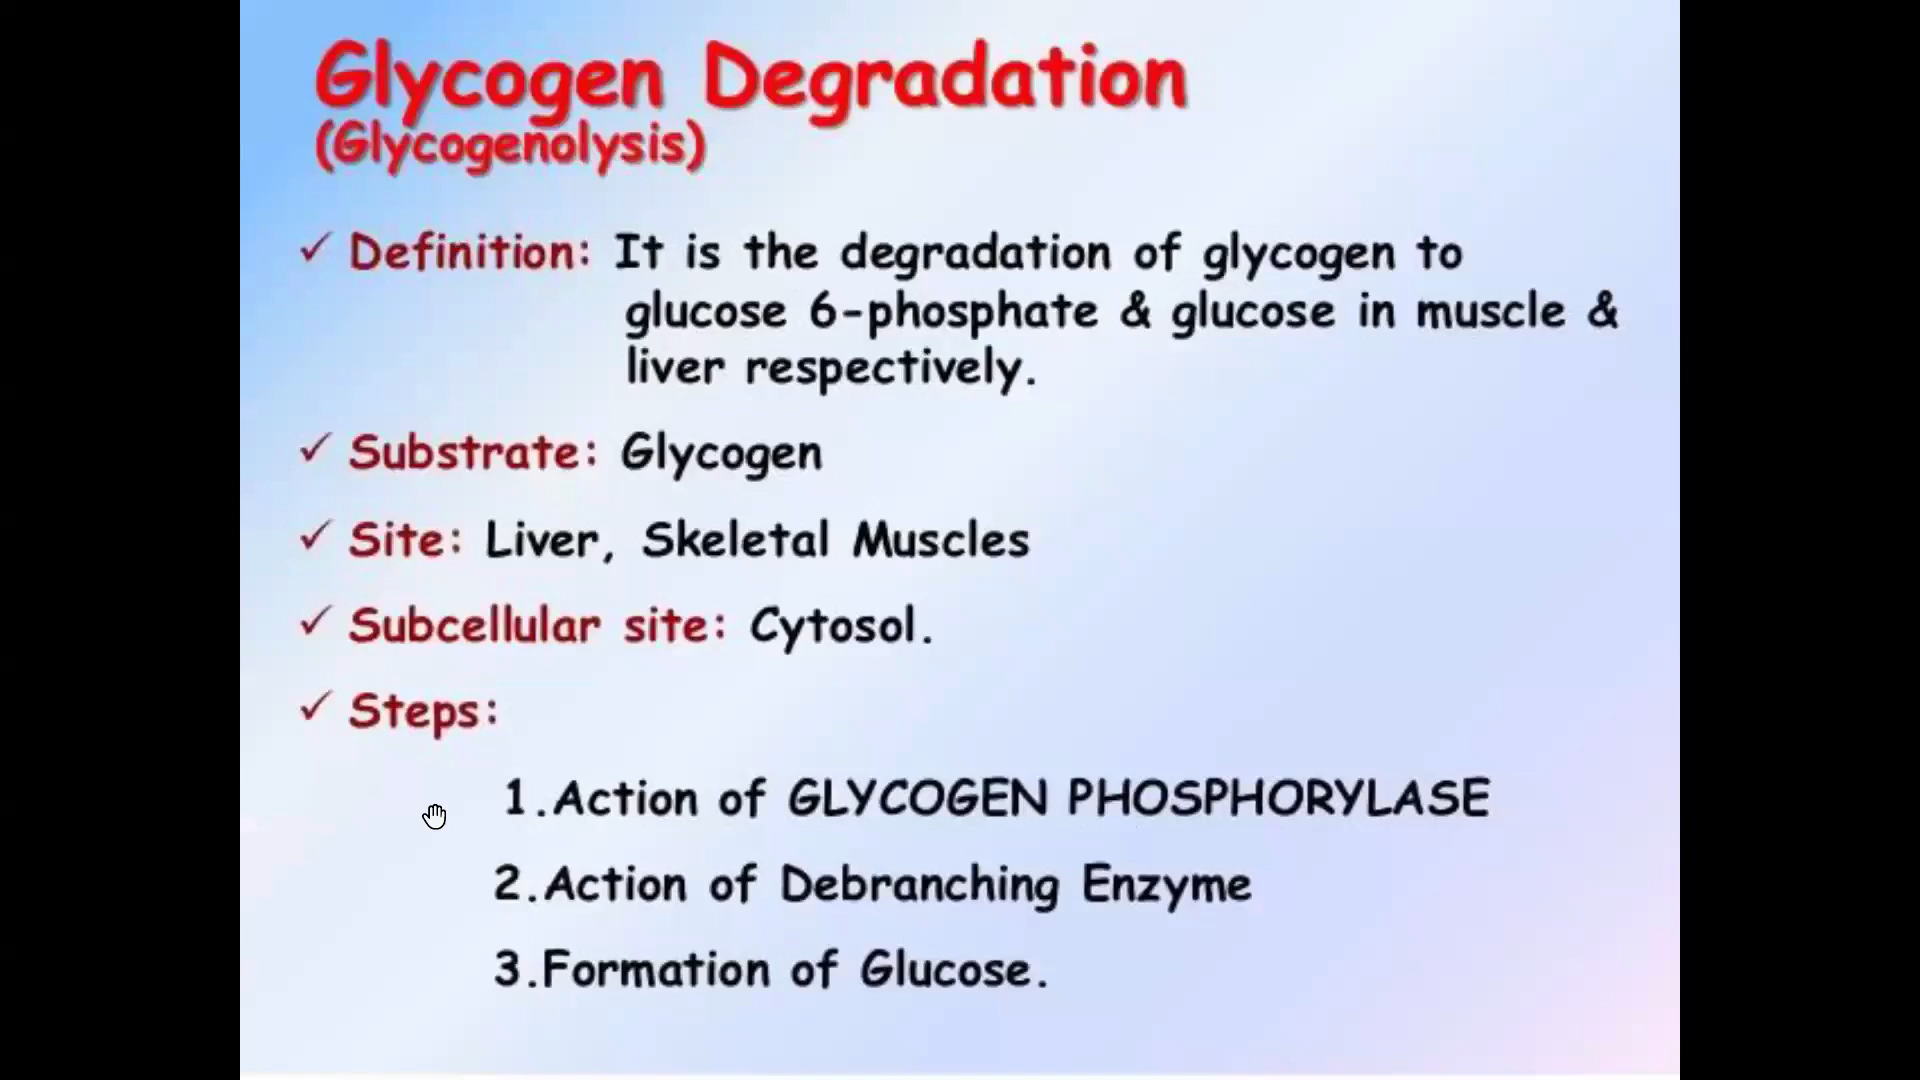 Glycogen Degradation
(Glycogenolysis)
✓ Definition: It is the degradation of glycogen to
glucose 6-phosphate & glucose in muscle &
liver respectively.
✓ Substrate: Glycogen
✓ Site: Liver, Skeletal Muscles
✓ Subcellular site: Cytosol.
✓ Steps:
1.Action of GLYCOGEN PHOSPHORYLASE
2.Action of Debranching Enzyme
3.Formation of Glucose.